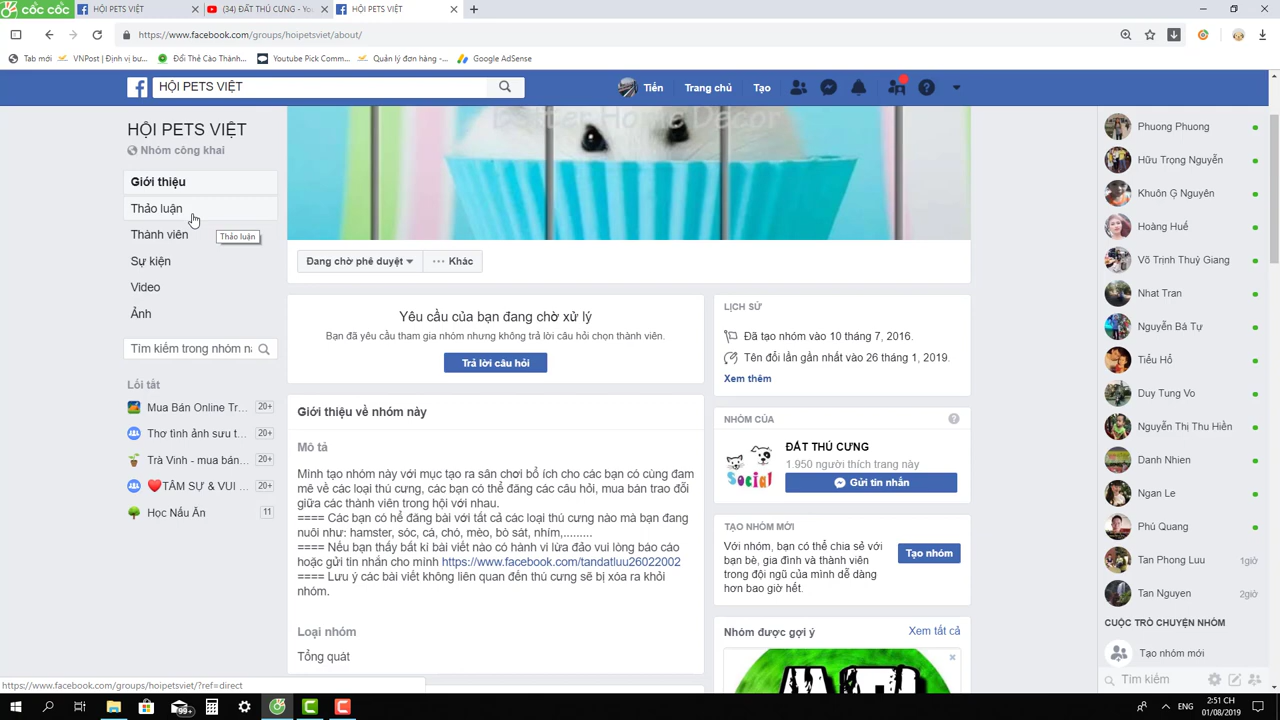 CỐC CỐC
HỘI PETS VIỆT
(34) ĐẤT THÚ CƯNG - Yo
HỘI PETS VIỆT
https://www.facebook.com/groups/hoipetsviet/about/
Tab mới
VNPost | Định vị bư...
Đổi Thẻ Cào Thành...
Youtube Pick Comm...
Quản lý đơn hàng -...
Google AdSense
HỘI PETS VIỆT
Tiến
Trang chủ
Tạo
HỘI PETS VIỆT
Nhóm công khai
Giới thiệu
Thảo luận
Thảo luận
Thành viên
Sự kiện
Video
Ảnh
Tìm kiếm trong nhóm nà
Lối tắt
Mua Bán Online Tr... 20+
Thơ tình ảnh sưu t... 20+
Trà Vinh - mua bán... 20+
❤️TÂM SỰ & VUI ... 20+
Học Nấu Ăn 11
Better Home Decor
Đang chờ phê duyệt
··· Khác
Yêu cầu của bạn đang chờ xử lý
Bạn đã yêu cầu tham gia nhóm nhưng không trả lời câu hỏi chọn thành viên.
Trả lời câu hỏi
Giới thiệu về nhóm này
Mô tả
Mình tạo nhóm này với mục tạo ra sân chơi bổ ích cho các bạn có cùng đam
mê về các loại thú cưng, các bạn có thể đăng các câu hỏi, mua bán trao đổi
giữa các thành viên trong hội với nhau.
==== Các bạn có hể đăng bài với tất cả các loại thú cưng nào mà bạn đang
nuôi như: hamster, sóc, cá, chó, mèo, bò sát, nhím,.........
==== Nếu bạn thấy bất kì bài viết nào có hành vi lừa đảo vui lòng báo cáo
hoặc gửi tin nhắn cho mình https://www.facebook.com/tandatluu26022002
==== Lưu ý các bài viết không liên quan đến thú cưng sẽ bị xóa ra khỏi
nhóm.
Loại nhóm
Tổng quát
LỊCH SỬ
Đã tạo nhóm vào 10 tháng 7, 2016.
Tên đổi lần gần nhất vào 26 tháng 1, 2019.
Xem thêm
NHÓM CỦA
?
Social
ĐẤT THÚ CƯNG
1.950 người thích trang này
Gửi tin nhắn
TẠO NHÓM MỚI
Với nhóm, bạn có thể chia sẻ với
bạn bè, gia đình và thành viên
trong đội ngũ của mình dễ dàng
hơn bao giờ hết.
Tạo nhóm
Nhóm được gợi ý
Xem tất cả
Phuong Phuong
Hữu Trọng Nguyễn
Khuôn G Nguyên
Hoàng Huế
Võ Trịnh Thuỷ Giang
Nhat Tran
Nguyễn Bá Tư
Tiểu Hổ
Duy Tung Vo
Nguyễn Thị Thu Hiền
Danh Nhien
Ngan Le
Phú Quang
Tan Phong Luu 1giờ
Tan Nguyen 2giờ
CUỘC TRÒ CHUYỆN NHÓM
Tạo nhóm mới
Tìm kiếm
https://www.facebook.com/groups/hoipetsviet/?ref=direct
99+
ENG
2:51 CH
01/08/2019